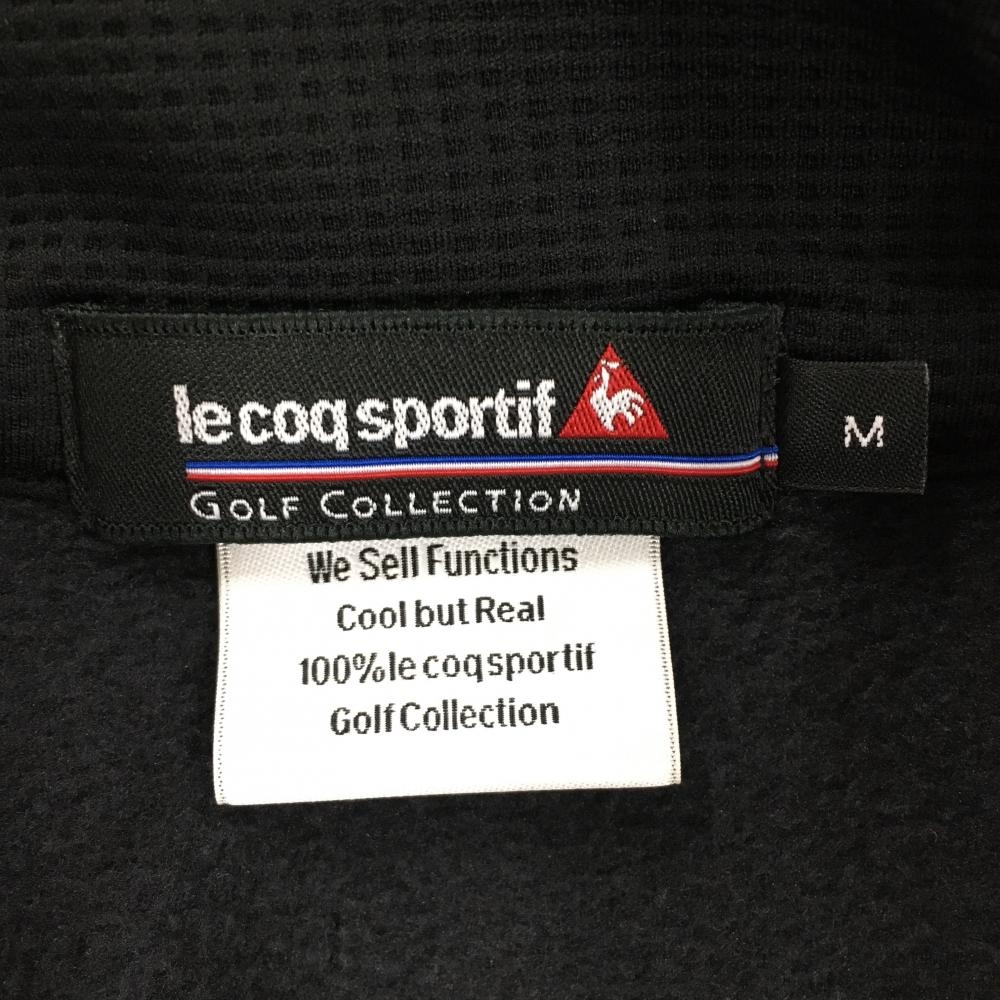 le coq sportif
GOLF COLLECTION
M
We Sell Functions
Cool but Real
100% le coq sportif
Golf Collection